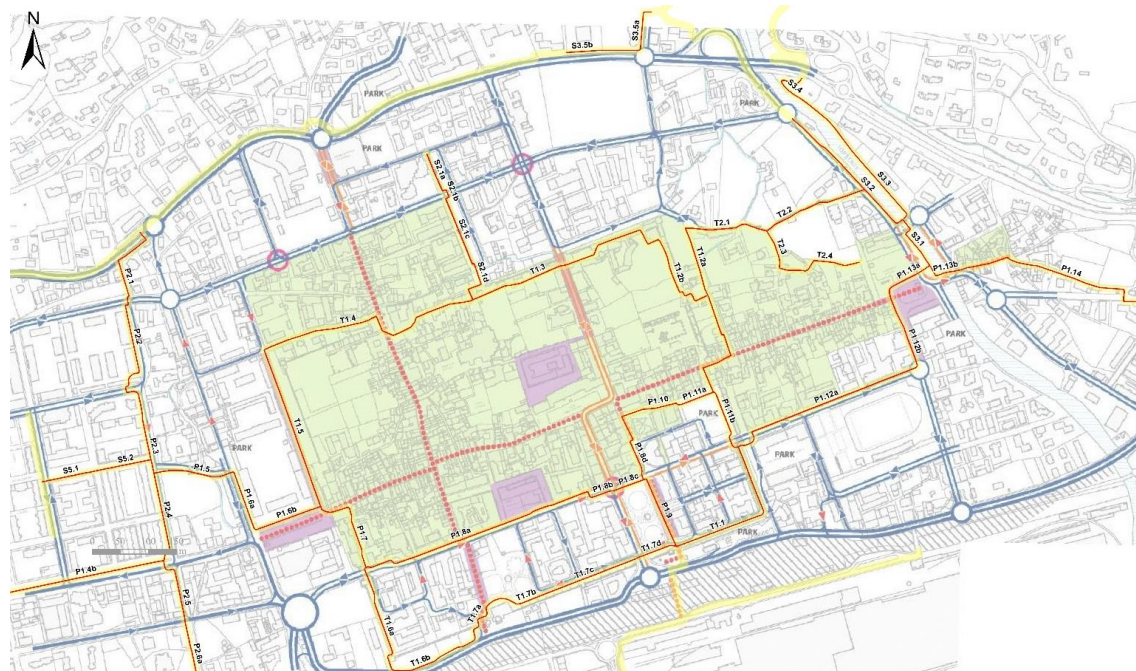 N
S3.5a
S3.5b
PARK
PARK
S3.4
PARK
S2.1a
S2.1b
S3.3
S3.2
S2.1c
T2.1
T2.2
S3.1
T2.3
T2.4
P2.1
S2.1d
T1.3
T1.2a
T1.2b
P1.13a
P1.13b
P1.14
T1.4
P2.2
PARK
P1.12b
P1.10
P1.11a
P1.12a
PARK
P1.11b
T1.5
P2.3
PARK
P1.8d
PARK
S5.1
S5.2
P1.5
P1.8c
P1.8b
P1.6a
P1.6b
P1.9
P2.4
P1.7
P1.8a
T1.1
PARK
T1.7d
P1.4b
T1.7c
P2.5
T1.7b
T1.7a
T1.6a
P2.6a
T1.6b